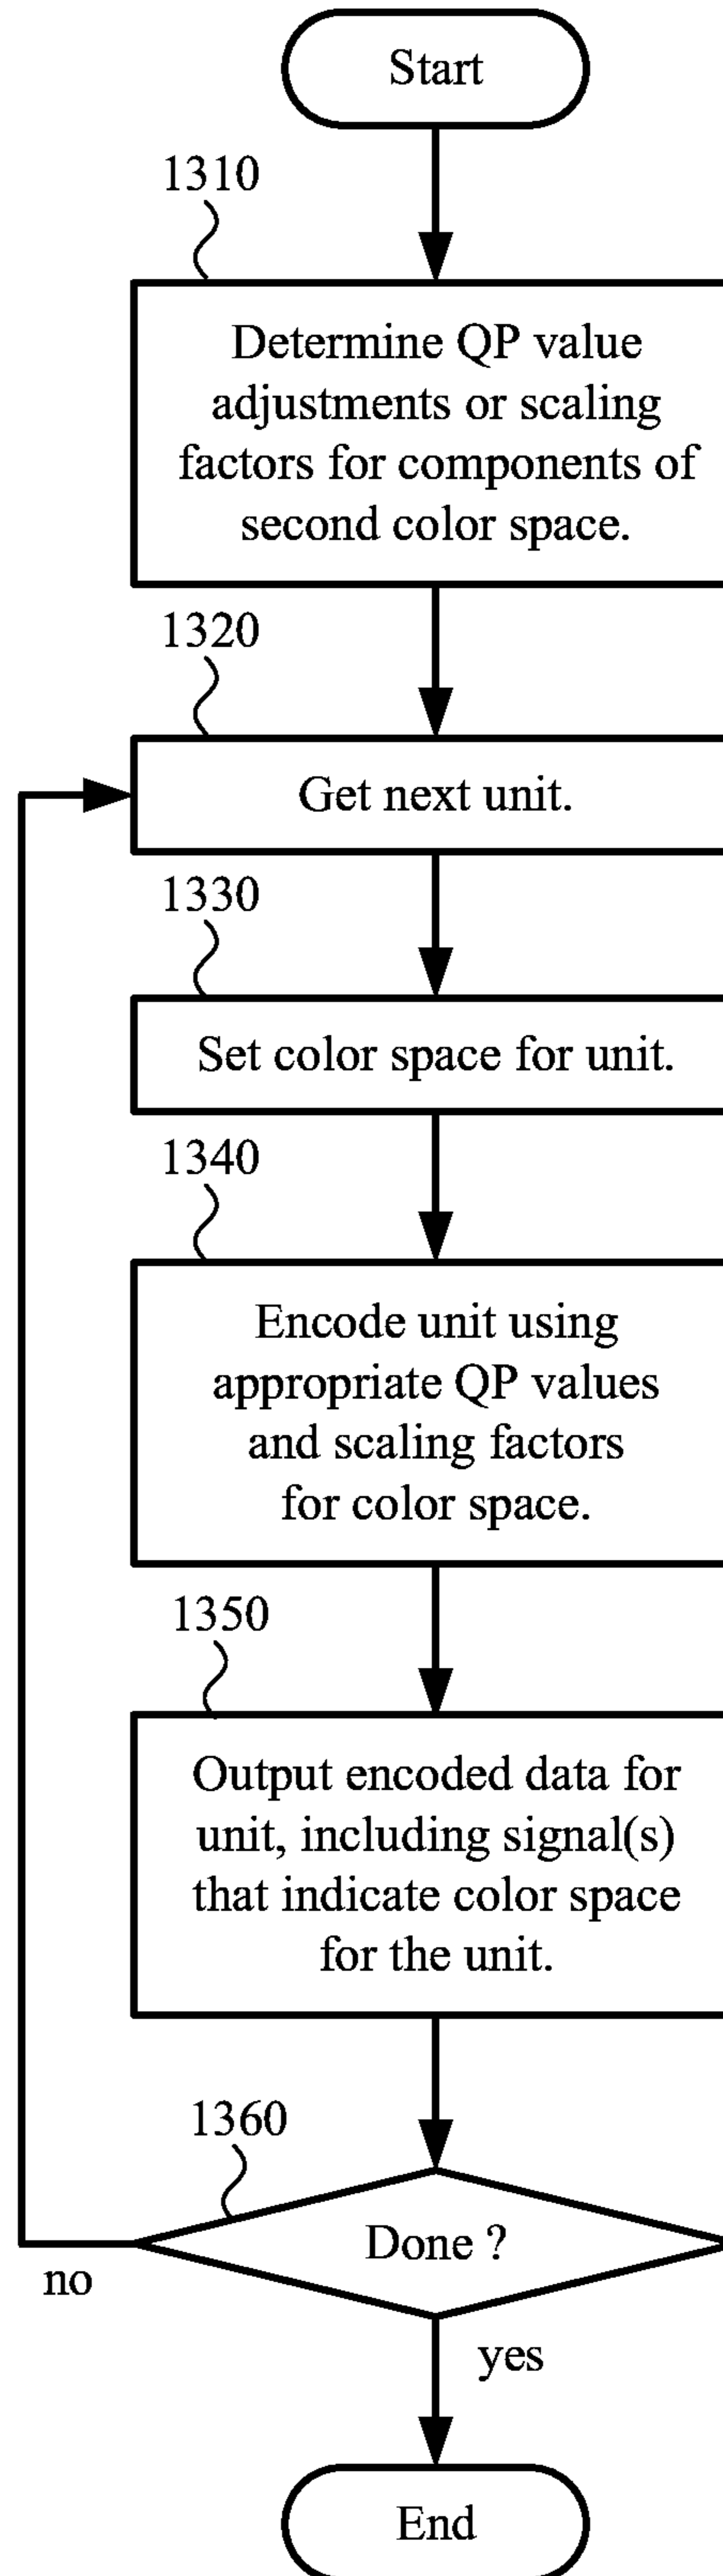 Start
1310
Determine QP value
adjustments or scaling
factors for components of
second color space.
1320
Get next unit.
1330
Set color space for unit.
1340
Encode unit using
appropriate QP values
and scaling factors
for color space.
1350
Output encoded data for
unit, including signal(s)
that indicate color space
for the unit.
1360
Done ?
no
yes
End